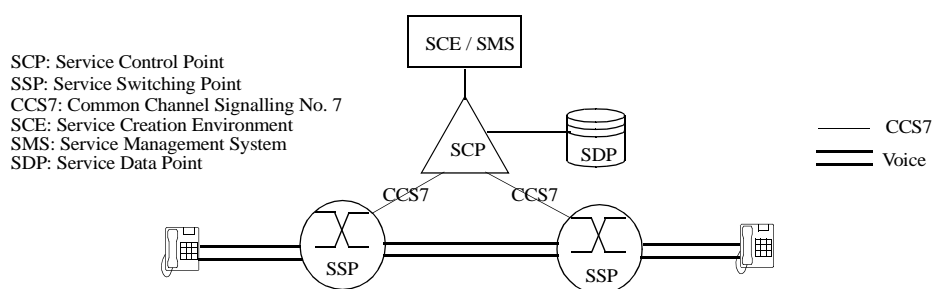 SCE / SMS
SCP: Service Control Point
SSP: Service Switching Point
CCS7: Common Channel Signalling No. 7
SCE: Service Creation Environment
SMS: Service Management System
SDP: Service Data Point
SCP
SDP
CCS7
Voice
CCS7
CCS7
SSP
SSP